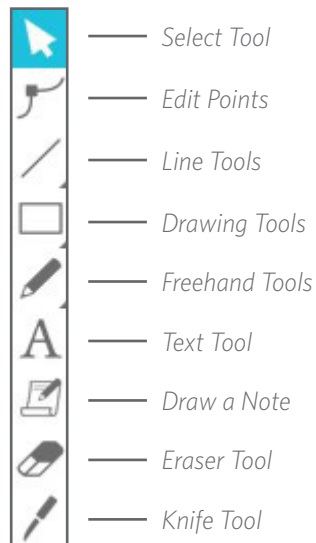 Select Tool
Edit Points
Line Tools
Drawing Tools
Freehand Tools
A
Text Tool
Draw a Note
Eraser Tool
Knife Tool